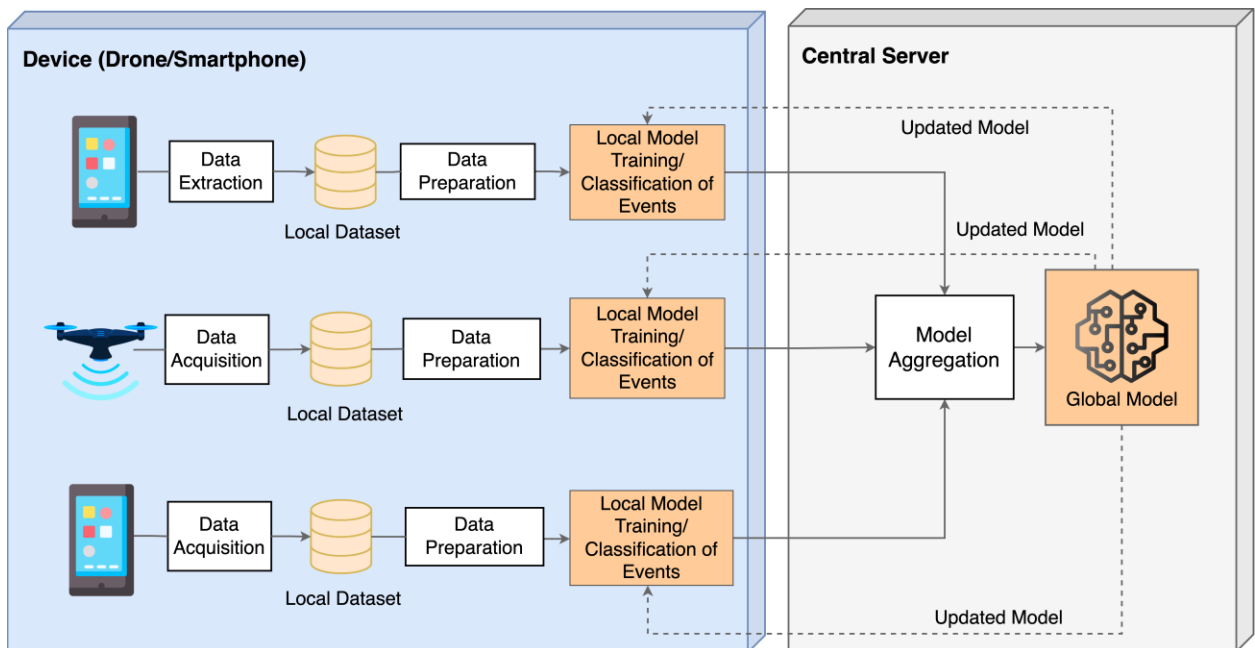 Device (Drone/Smartphone)
Central Server
Updated Model
Data
Extraction
Local Dataset
Data
Preparation
Local Model
Training/
Classification of
Events
Updated Model
Data
Acquisition
Local Dataset
Data
Preparation
Local Model
Training/
Classification of
Events
Model
Aggregation
Global Model
Data
Acquisition
Local Dataset
Data
Preparation
Local Model
Training/
Classification of
Events
Updated Model